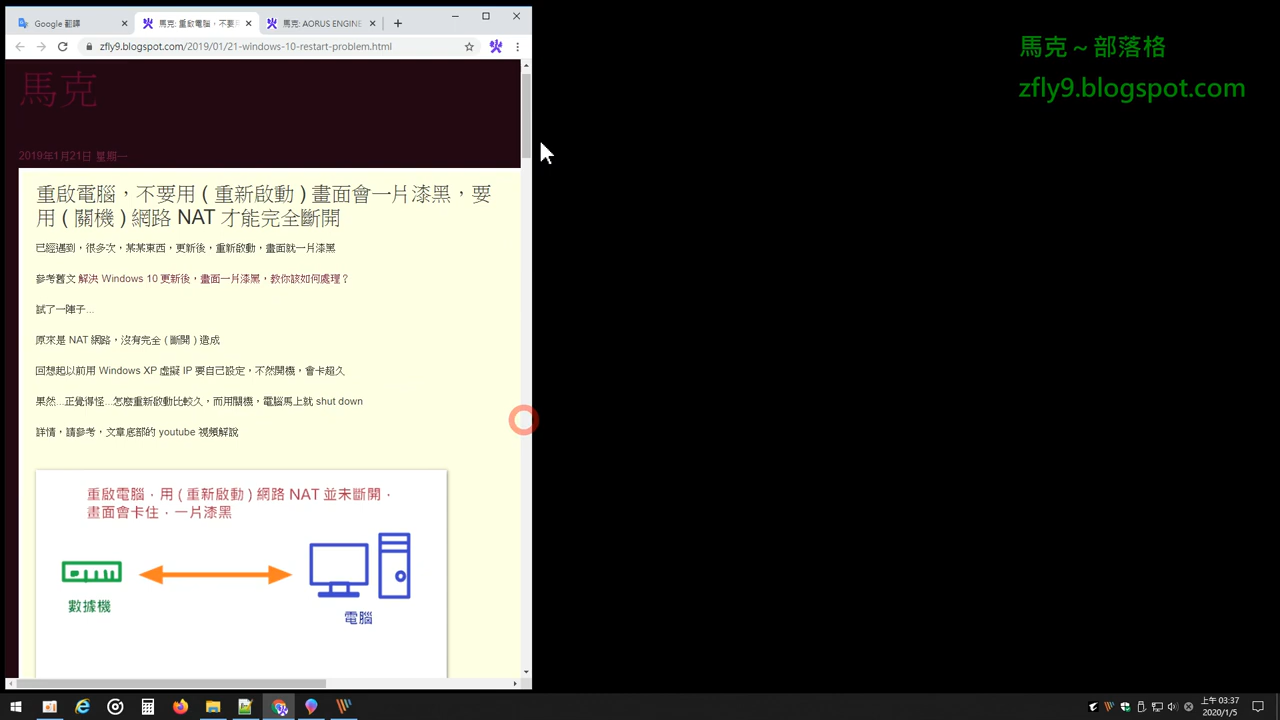 Google 翻譯
馬克: 重啟電腦，不要
馬克: AORUS ENGINE
zfly9.blogspot.com/2019/01/21-windows-10-restart-problem.html
馬克
2019年1月21日 星期一
重啟電腦，不要用 ( 重新啟動 ) 畫面會一片漆黑，要
用 ( 關機 ) 網路 NAT 才能完全斷開
已經遇到，很多次，某某東西，更新後，重新啟動，畫面就一片漆黑
參考舊文 解決 Windows 10 更新後，畫面一片漆黑，教你該如何處理？
試了一陣子...
原來是 NAT 網路，沒有完全 ( 斷開 ) 造成
回想起以前用 Windows XP 虛擬 IP 要自己設定，不然開機，會卡超久
果然...正覺得怪...怎麼重新啟動比較久，而用關機，電腦馬上就 shut down
詳情，請參考，文章底部的 youtube 視頻解說
重啟電腦，用 ( 重新啟動 ) 網路 NAT 並未斷開，
畫面會卡住，一片漆黑
數據機
電腦
馬克 ~ 部落格
zfly9.blogspot.com
上午 03:37
2020/1/5